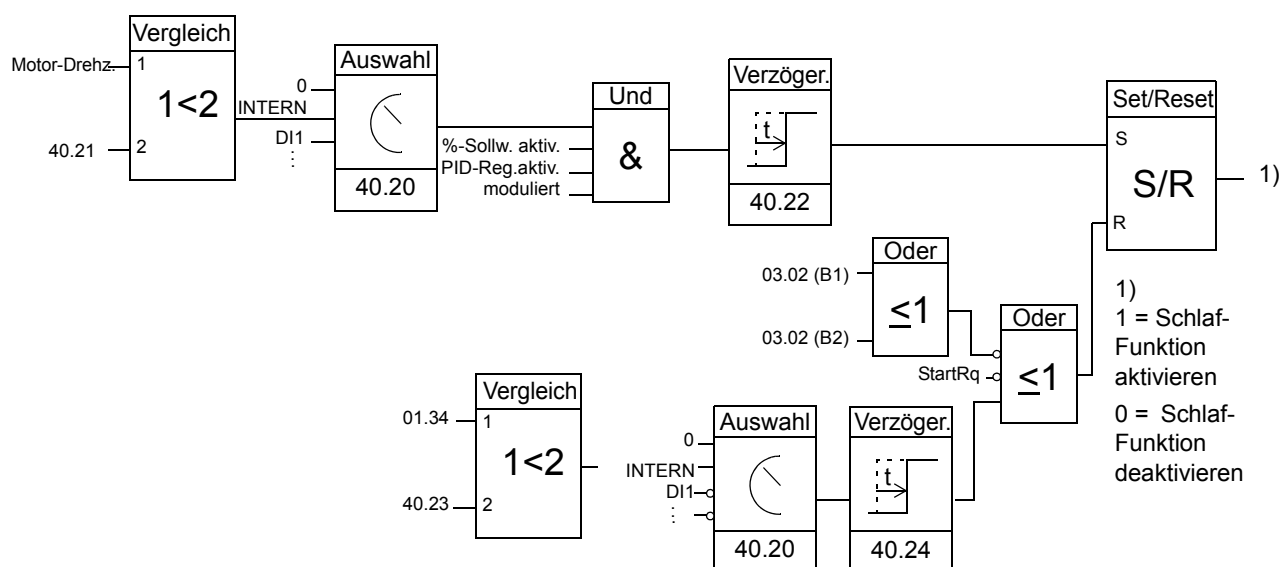 Vergleich
Motor-Drehz.
1
1<2
40.21
2
INTERN
Auswahl
0
DI1
⋮
40.20
Und
&
%-Sollw. aktiv.
PID-Reg.aktiv.
moduliert
Verzöger.
t
40.22
Set/Reset
S
S/R
R
1)
Oder
03.02 (B1)
≤1
03.02 (B2)
Oder
StartRq
≤1
1)
1 = Schlaf-
Funktion
aktivieren
0 = Schlaf-
Funktion
deaktivieren
Vergleich
01.34
1
1<2
40.23
2
Auswahl
0
INTERN
DI1
⋮
40.20
Verzöger.
t
40.24